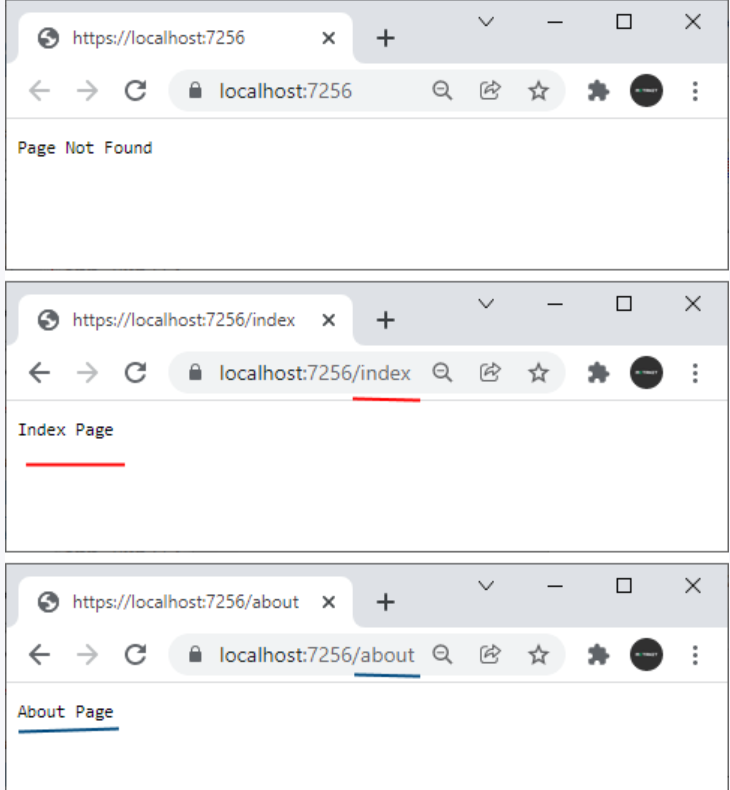 https://localhost:7256
localhost:7256
Page Not Found
https://localhost:7256/index
localhost:7256/index
Index Page
https://localhost:7256/about
localhost:7256/about
About Page